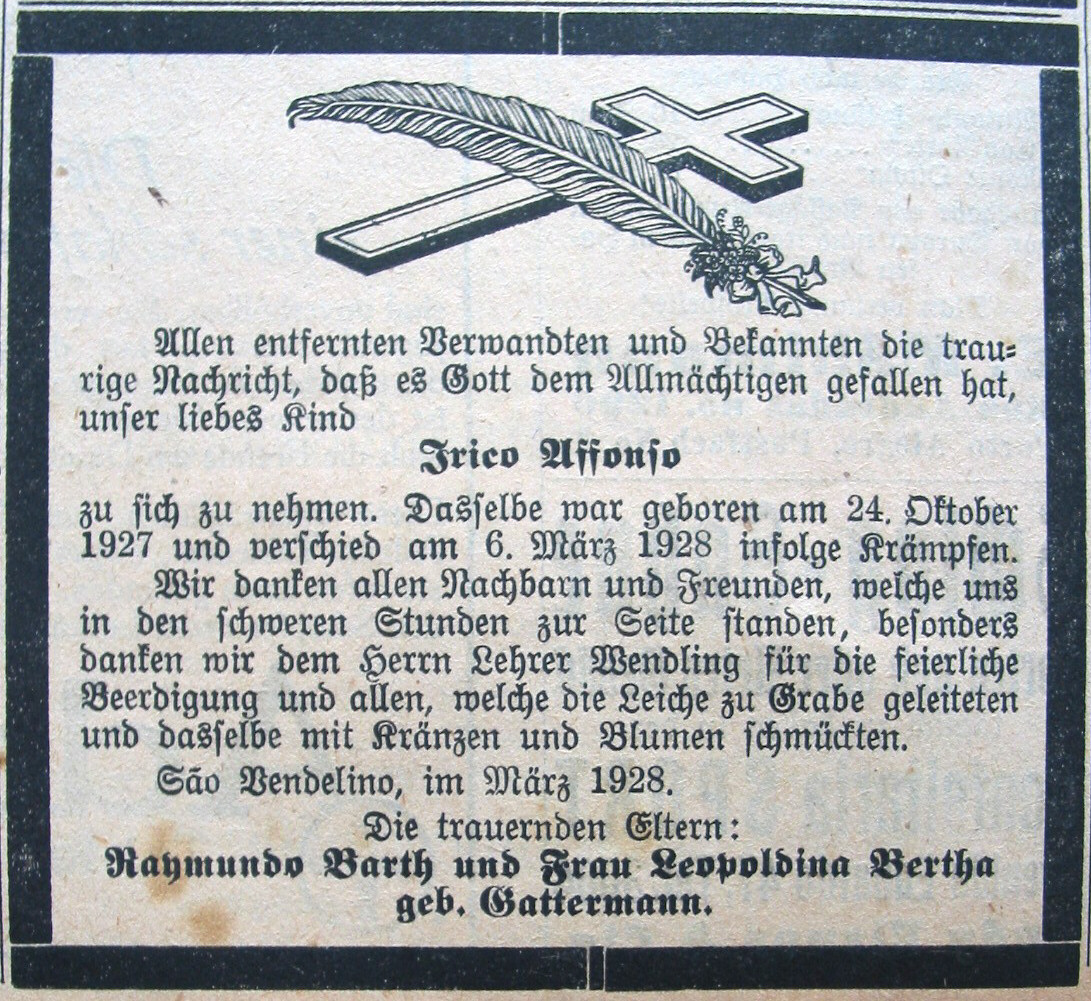 Allen entfernten Verwandten und Bekannten die trau-
rige Nachricht, daß es Gott dem Allmächtigen gefallen hat,
unser liebes Kind
Irico Affonso
zu sich zu nehmen. Dasselbe war geboren am 24. Oktober
1927 und verschied am 6. März 1928 infolge Krämpfen.
Wir danken allen Nachbarn und Freunden, welche uns
in den schweren Stunden zur Seite standen, besonders
danken wir dem Herrn Lehrer Wendling für die feierliche
Beerdigung und allen, welche die Leiche zu Grabe geleiteten
und dasselbe mit Kränzen und Blumen schmückten.
São Vendelino, im März 1928.
Die trauernden Eltern:
Raymundo Barth und Frau Leopoldina Bertha
geb. Gattermann.